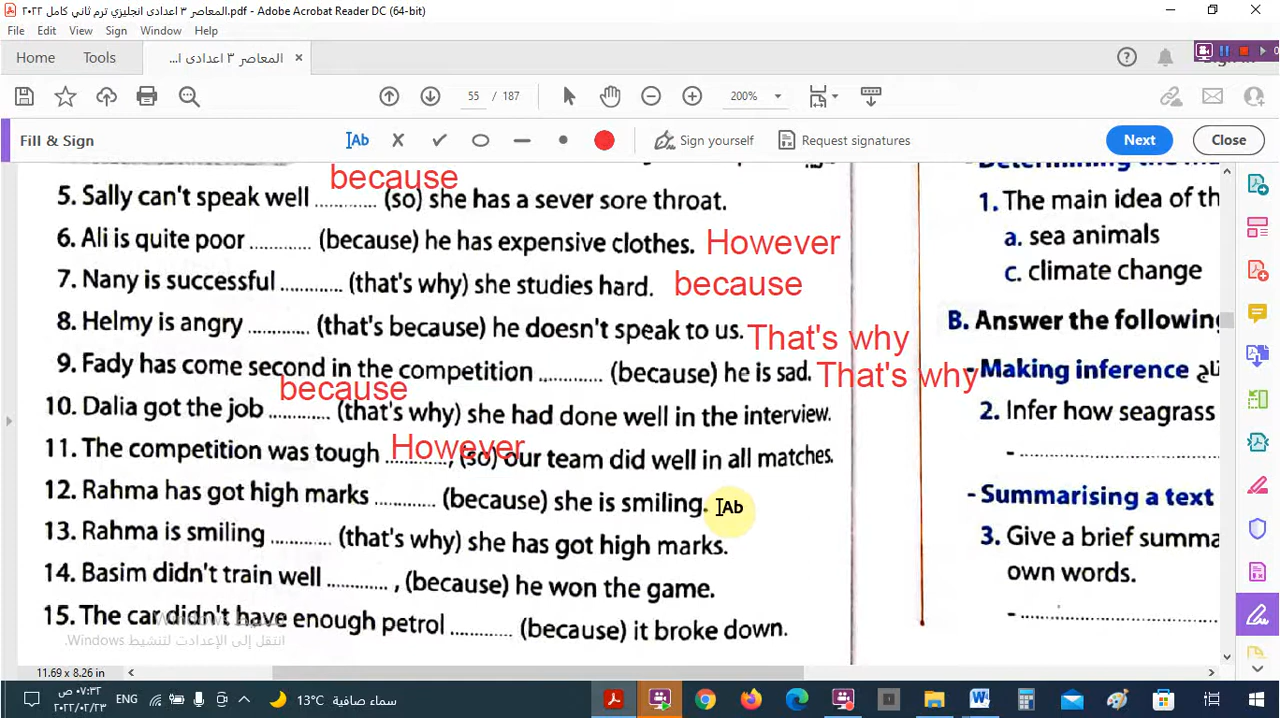 المعاصر ٣ اعدادى انجليزي ترم ثاني كامل ٢٠٢٢.pdf - Adobe Acrobat Reader DC (64-bit)
File Edit View Sign Window Help
Home Tools المعاصر ٣ اعدادى ا... ×
55 / 187 200%
Fill & Sign Ab Sign yourself Request signatures Next Close
because
5. Sally can't speak well .......... (so) she has a sever sore throat.
6. Ali is quite poor .......... (because) he has expensive clothes. However
7. Nany is successful .......... (that's why) she studies hard. because
8. Helmy is angry .......... (that's because) he doesn't speak to us. That's why
9. Fady has come second in the competition .......... (because) he is sad. That's why
because
10. Dalia got the job .......... (that's why) she had done well in the interview.
However
11. The competition was tough .........., (so) our team did well in all matches.
12. Rahma has got high marks .......... (because) she is smiling. Ab
13. Rahma is smiling .......... (that's why) she has got high marks.
14. Basim didn't train well .......... , (because) he won the game.
15. The car didn't have enough petrol .......... (because) it broke down.
1. The main idea of th
a. sea animals
c. climate change
B. Answer the following
- Making inference
2. Infer how seagrass
- ....................
- Summarising a text
3. Give a brief summa
own words.
- ....................
تنشيط Windows
انتقل إلى الإعدادات لتنشيط Windows.
11.69 x 8.26 in
٠٧:٣٢ ص
٢٠٢٢/٠٢/٢٣
ENG
13°C سماء صافية